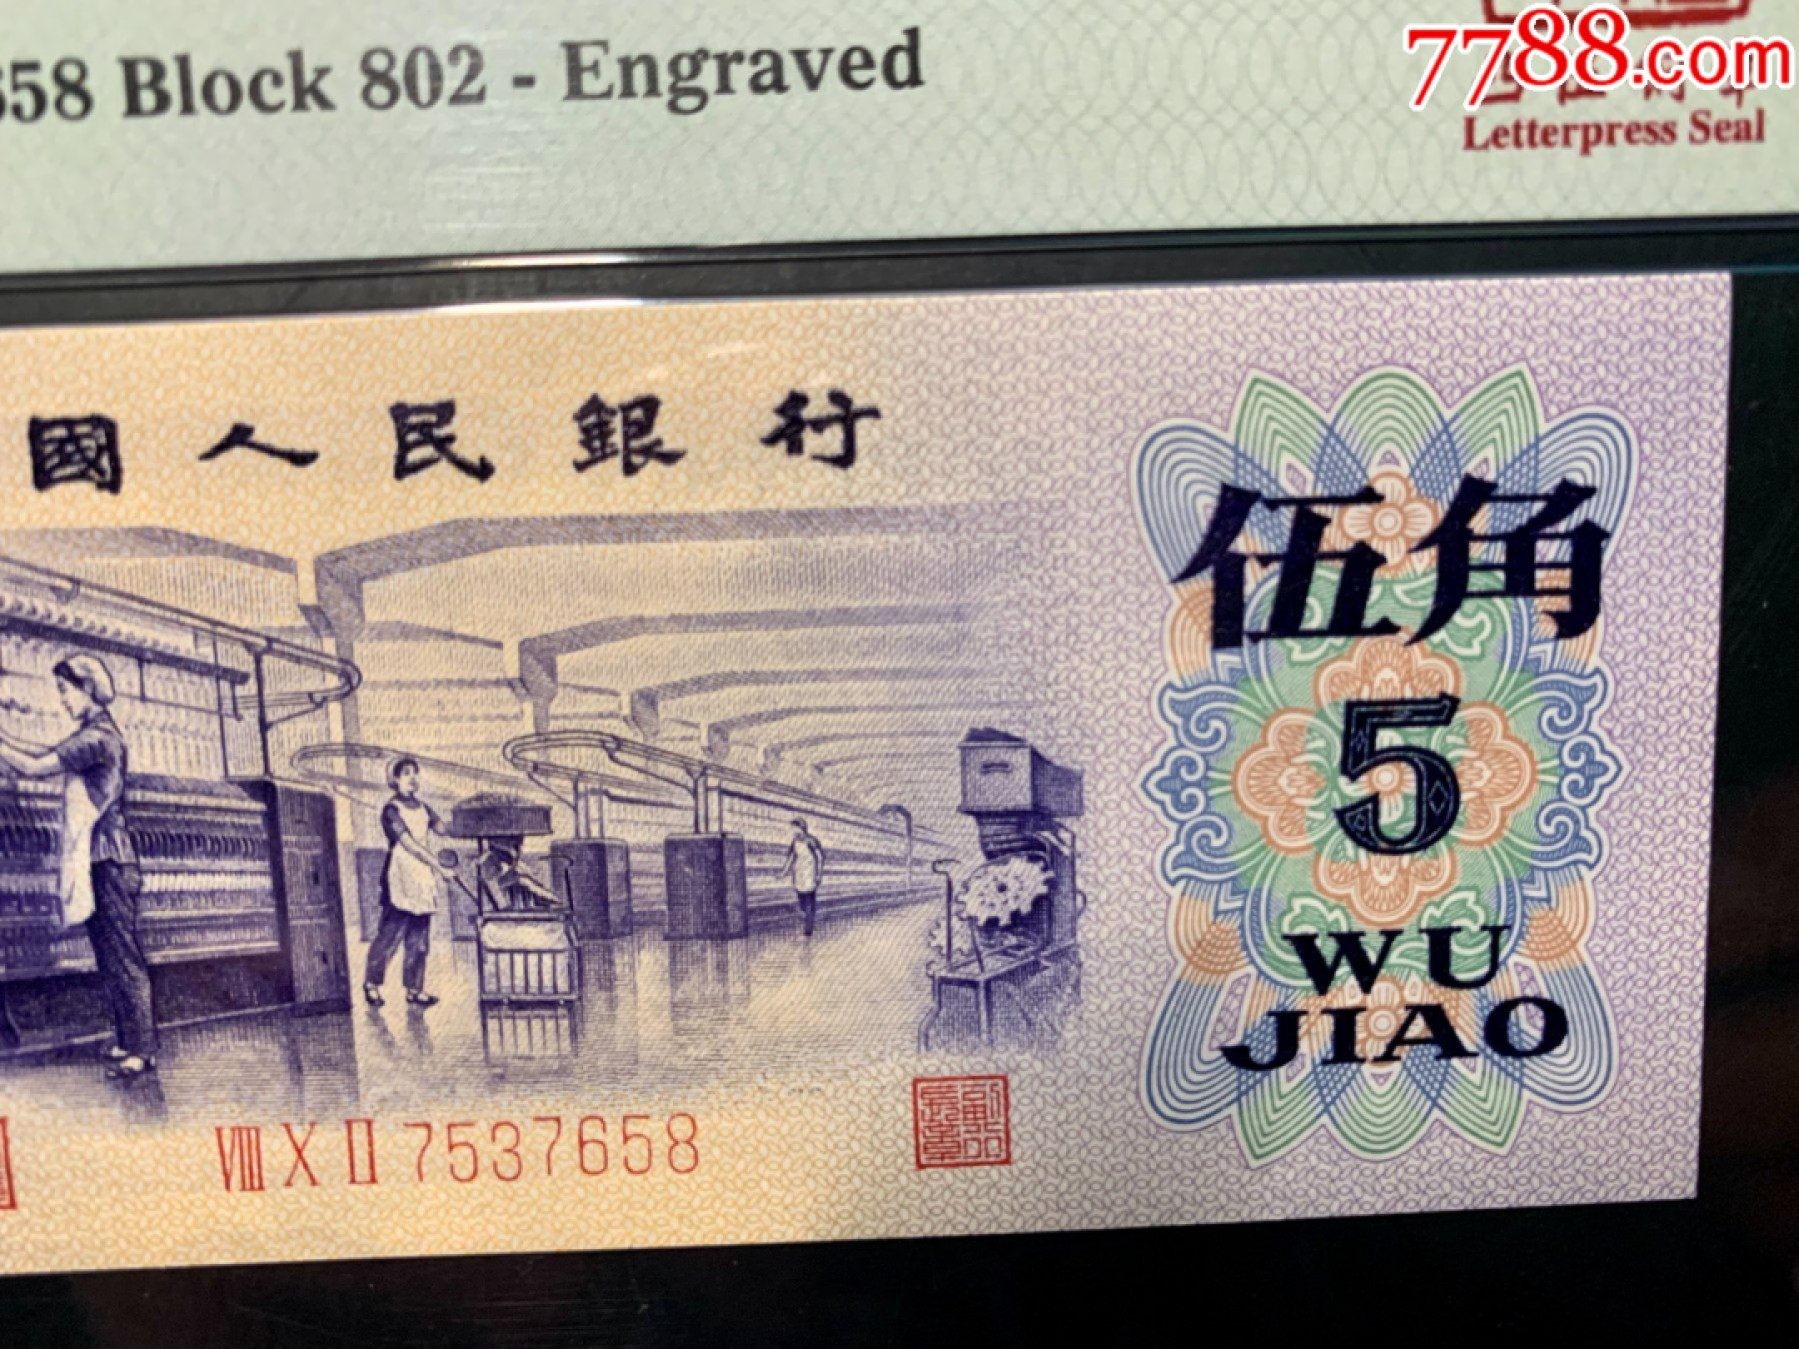 7788.com
658 Block 802 - Engraved
Letterpress Seal
國人民銀行
伍角
5
WU
JIAO
VIII X II 7537658